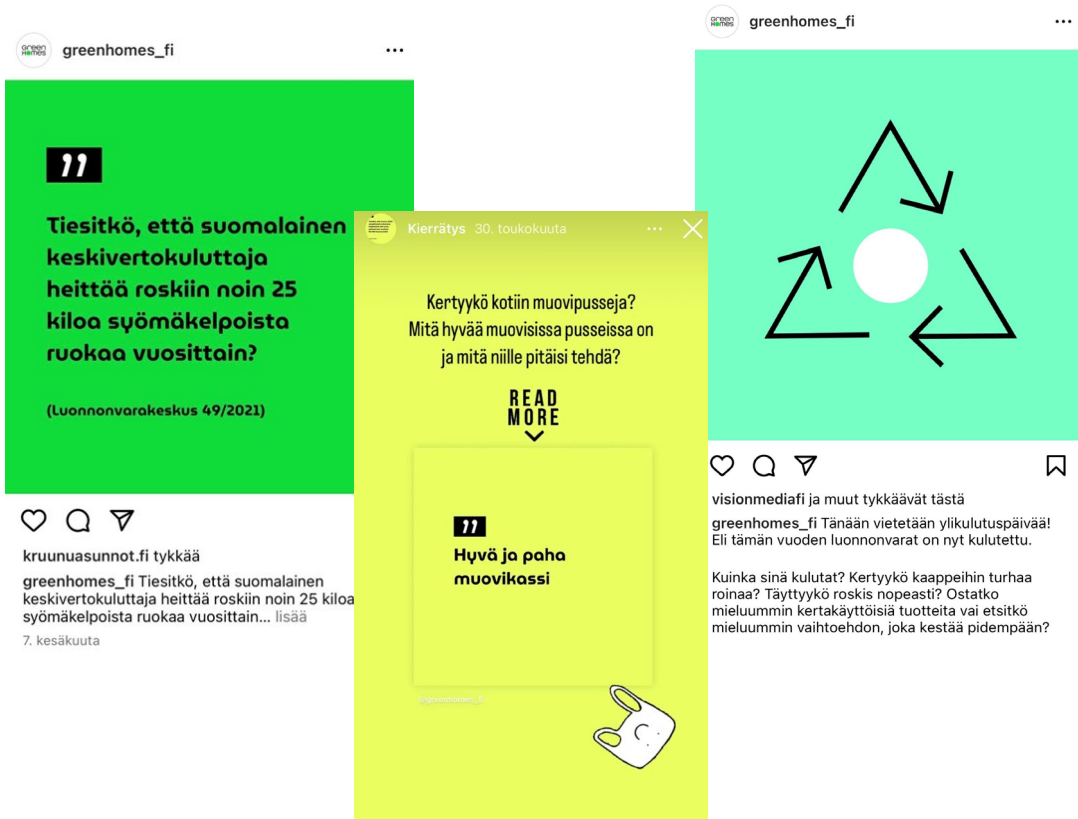 Green
Homes
greenhomes_fi
Tiesitkö, että suomalainen
keskivertokuluttaja
heittää roskiin noin 25
kiloa syömäkelpoista
ruokaa vuosittain?
(Luonnonvarakeskus 49/2021)
kruunuasunnot.fi tykkää
greenhomes_fi Tiesitkö, että suomalainen
keskivertokuluttaja heittää roskiin noin 25 kiloa
syömäkelpoista ruokaa vuosittain... lisää
7. kesäkuuta
Kierrätys 30. toukokuuta
Kertyykö kotiin muovipusseja?
Mitä hyvää muovisissa pusseissa on
ja mitä niille pitäisi tehdä?
READ
MORE
Hyvä ja paha
muovikassi
@greenhomes_fi
Green
Homes
greenhomes_fi
visionmediafi ja muut tykkäävät tästä
greenhomes_fi Tänään vietetään ylikulutuspäivää!
Eli tämän vuoden luonnonvarat on nyt kulutettu.
Kuinka sinä kulutat? Kertyykö kaappeihin turhaa
roinaa? Täyttyykö roskis nopeasti? Ostatko
mieluummin kertakäyttöisiä tuotteita vai etsitkö
mieluummin vaihtoehdon, joka kestää pidempään?